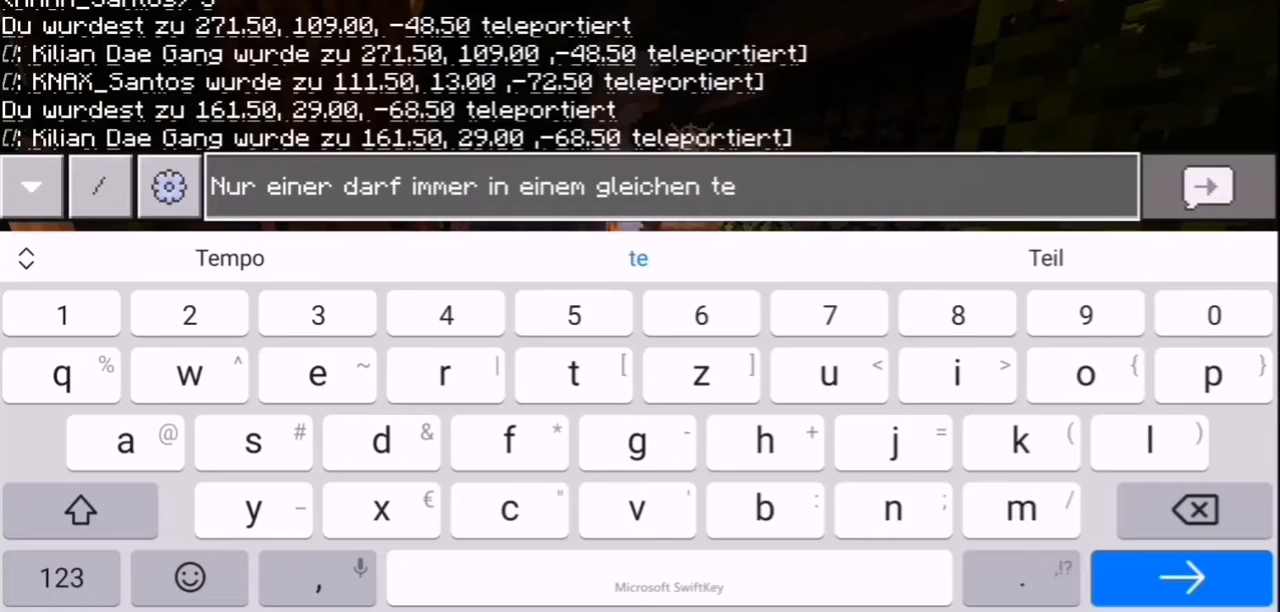 Du wurdest zu 271.50, 109.00, -48.50 teleportiert
[!: Kilian Dae Gang wurde zu 271.50, 109.00 ,-48.50 teleportiert]
[!: KNAX_Santos wurde zu 111.50, 13.00 ,-72.50 teleportiert]
Du wurdest zu 161.50, 29.00, -68.50 teleportiert
[!: Kilian Dae Gang wurde zu 161.50, 29.00 ,-68.50 teleportiert]
/ Nur einer darf immer in einem gleichen te
Tempo te Teil
1 2 3 4 5 6 7 8 9 0
q % w ^ e ~ r | t [ z ] u < i > o { p }
a @ s # d & f * g - h + j = k ( l )
y _ x € c " v ' b : n ; m /
123 , Microsoft SwiftKey . ,!?